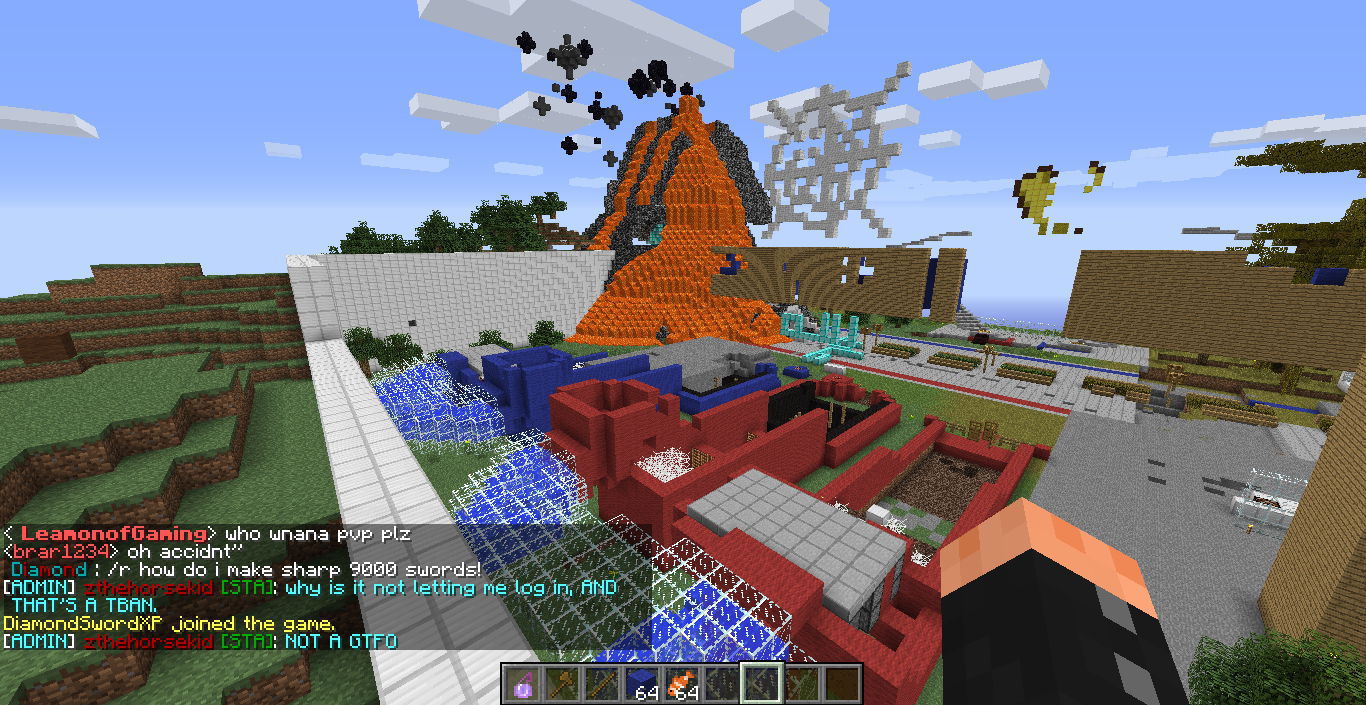 < LeamonofGaming> who wnana pvp plz
<brar1234> oh accidnt"
Diamond : /r how do i make sharp 9000 swords!
[ADMIN] zthehorsekid [STA]: why is it not letting me log in, AND
THAT'S A TBAN.
DiamondSwordXP joined the game.
[ADMIN] zthehorsekid [STA]: NOT A GTFO
64 64